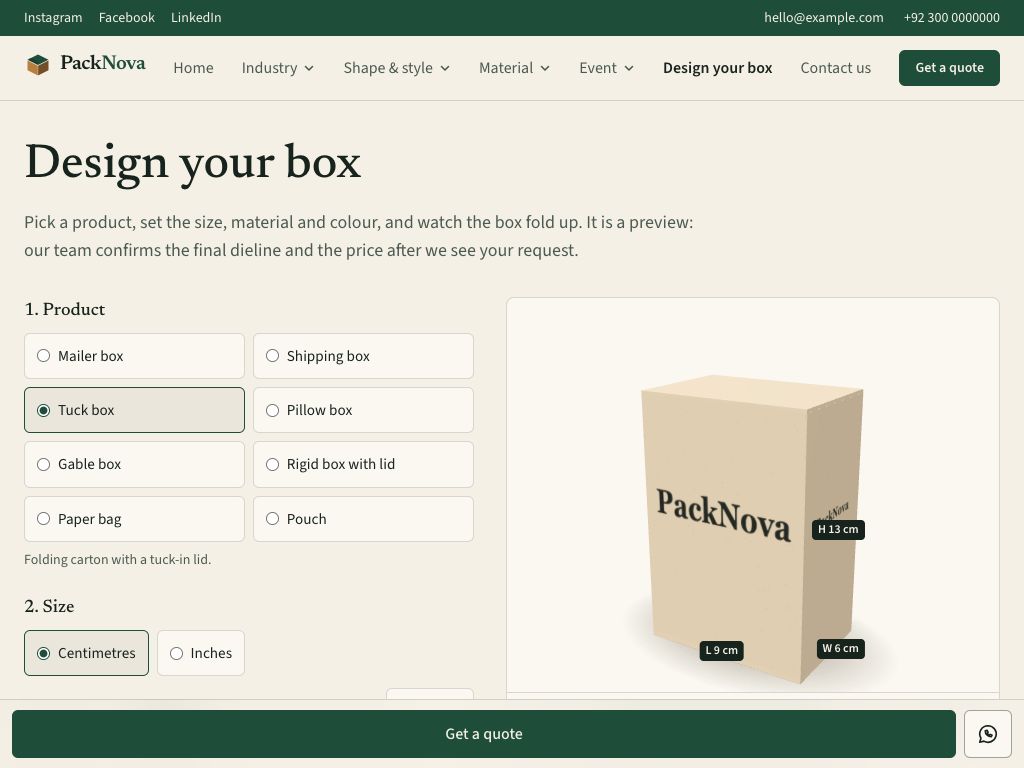 Instagram Facebook LinkedIn hello@example.com +92 300 0000000
PackNova Home Industry Shape & style Material Event Design your box Contact us Get a quote
Design your box
Pick a product, set the size, material and colour, and watch the box fold up. It is a preview:
our team confirms the final dieline and the price after we see your request.
1. Product
Mailer box
Shipping box
Tuck box
Pillow box
Gable box
Rigid box with lid
Paper bag
Pouch
Folding carton with a tuck-in lid.
2. Size
Centimetres
Inches
PackNova
PackNova
H 13 cm
L 9 cm
W 6 cm
Get a quote